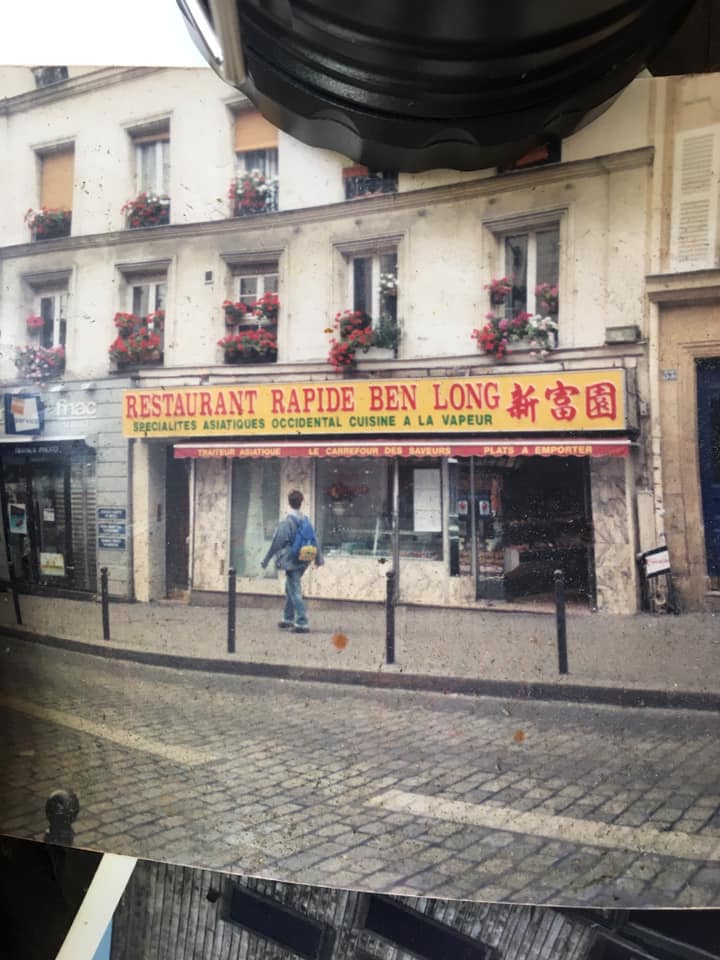 RESTAURANT RAPIDE BEN LONG 新富園
SPECIALITES ASIATIQUES OCCIDENTAL CUISINE A LA VAPEUR
fnac
TRAITEUR ASIATIQUE LE CARREFOUR DES SAVEURS PLATS A EMPORTER